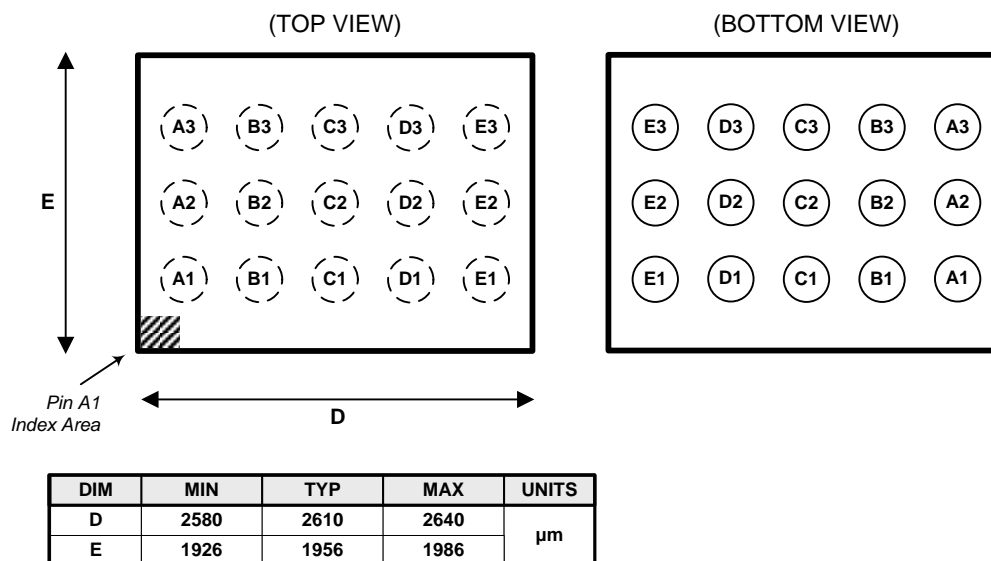 (TOP VIEW) (BOTTOM VIEW)
A3 B3 C3 D3 E3 E3 D3 C3 B3 A3
E A2 B2 C2 D2 E2 E2 D2 C2 B2 A2
A1 B1 C1 D1 E1 E1 D1 C1 B1 A1
Pin A1
Index Area
D
DIM MIN TYP MAX UNITS
D 2580 2610 2640 µm
E 1926 1956 1986